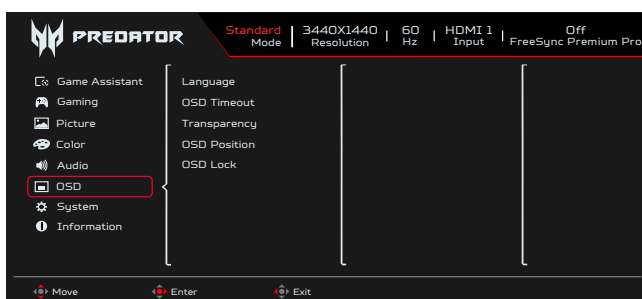 PREDATOR
Standard 3440X1440 60 HDMI 1 Off
Mode Resolution Hz Input FreeSync Premium Pro
Game Assistant
Gaming
Picture
Color
Audio
OSD
System
Information
Language
OSD Timeout
Transparency
OSD Position
OSD Lock
Move Enter Exit